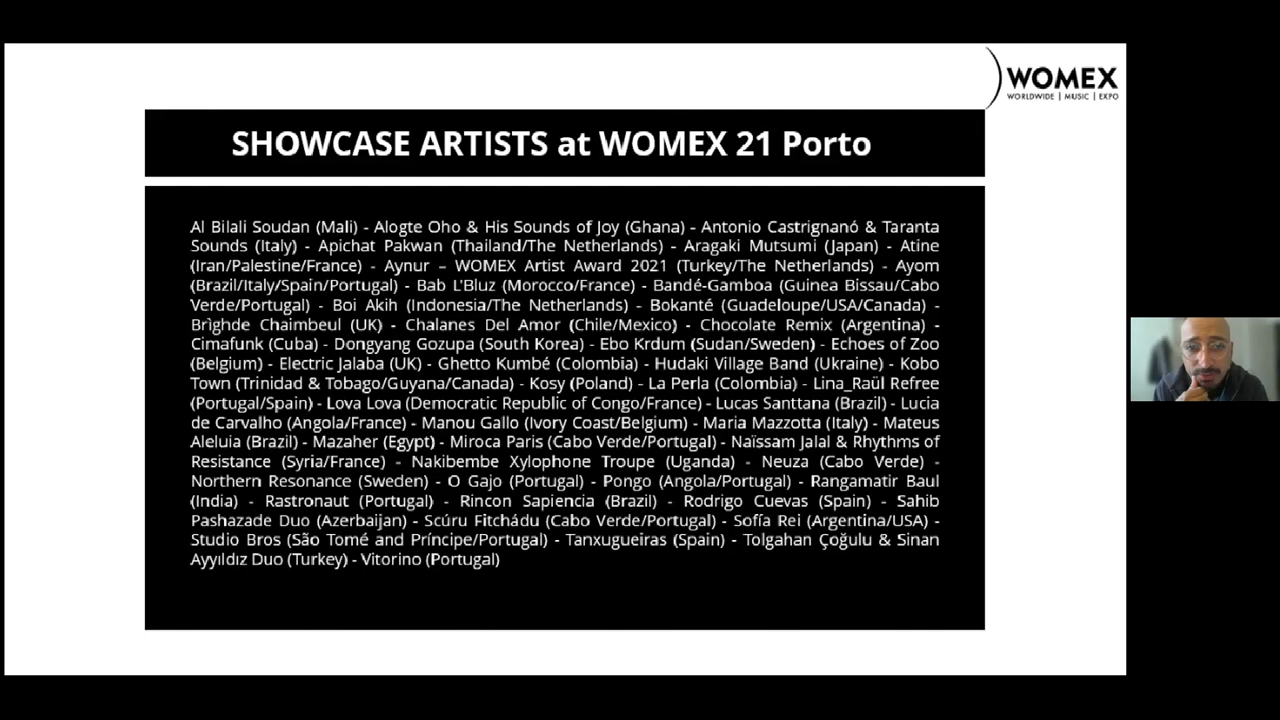 WOMEX
WORLDWIDE | MUSIC | EXPO
SHOWCASE ARTISTS at WOMEX 21 Porto
Al Bilali Soudan (Mali) - Alogte Oho & His Sounds of Joy (Ghana) - Antonio Castrignanó & Taranta
Sounds (Italy) - Apichat Pakwan (Thailand/The Netherlands) - Aragaki Mutsumi (Japan) - Atine
(Iran/Palestine/France) - Aynur – WOMEX Artist Award 2021 (Turkey/The Netherlands) - Ayom
(Brazil/Italy/Spain/Portugal) - Bab L'Bluz (Morocco/France) - Bandé-Gamboa (Guinea Bissau/Cabo
Verde/Portugal) - Boi Akih (Indonesia/The Netherlands) - Bokanté (Guadeloupe/USA/Canada) -
Brìghde Chaimbeul (UK) - Chalanes Del Amor (Chile/Mexico) - Chocolate Remix (Argentina) -
Cimafunk (Cuba) - Dongyang Gozupa (South Korea) - Ebo Krdum (Sudan/Sweden) - Echoes of Zoo
(Belgium) - Electric Jalaba (UK) - Ghetto Kumbé (Colombia) - Hudaki Village Band (Ukraine) - Kobo
Town (Trinidad & Tobago/Guyana/Canada) - Kosy (Poland) - La Perla (Colombia) - Lina_Raül Refree
(Portugal/Spain) - Lova Lova (Democratic Republic of Congo/France) - Lucas Santtana (Brazil) - Lucia
de Carvalho (Angola/France) - Manou Gallo (Ivory Coast/Belgium) - Maria Mazzotta (Italy) - Mateus
Aleluia (Brazil) - Mazaher (Egypt) - Miroca Paris (Cabo Verde/Portugal) - Naïssam Jalal & Rhythms of
Resistance (Syria/France) - Nakibembe Xylophone Troupe (Uganda) - Neuza (Cabo Verde) -
Northern Resonance (Sweden) - O Gajo (Portugal) - Pongo (Angola/Portugal) - Rangamatir Baul
(India) - Rastronaut (Portugal) - Rincon Sapiencia (Brazil) - Rodrigo Cuevas (Spain) - Sahib
Pashazade Duo (Azerbaijan) - Scúru Fitchádu (Cabo Verde/Portugal) - Sofía Rei (Argentina/USA) -
Studio Bros (São Tomé and Príncipe/Portugal) - Tanxugueiras (Spain) - Tolgahan Çoğulu & Sinan
Ayyıldız Duo (Turkey) - Vitorino (Portugal)